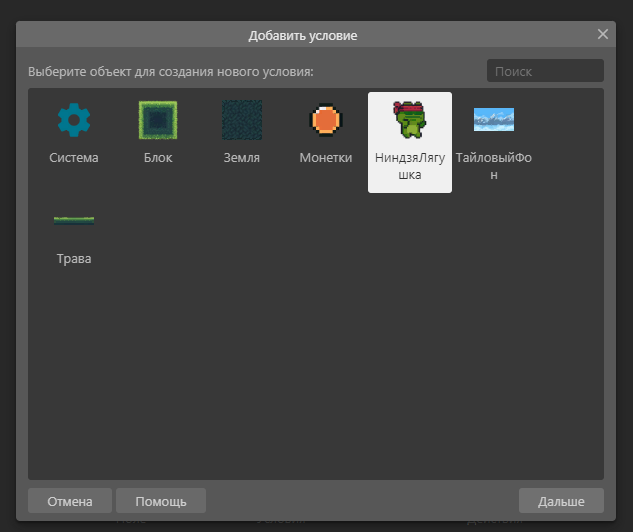 Добавить условие
Выберите объект для создания нового условия:
Поиск
Система
Блок
Земля
Монетки
НиндзяЛягу
шка
ТайловыйФо
н
Трава
Отмена
Помощь
Дальше